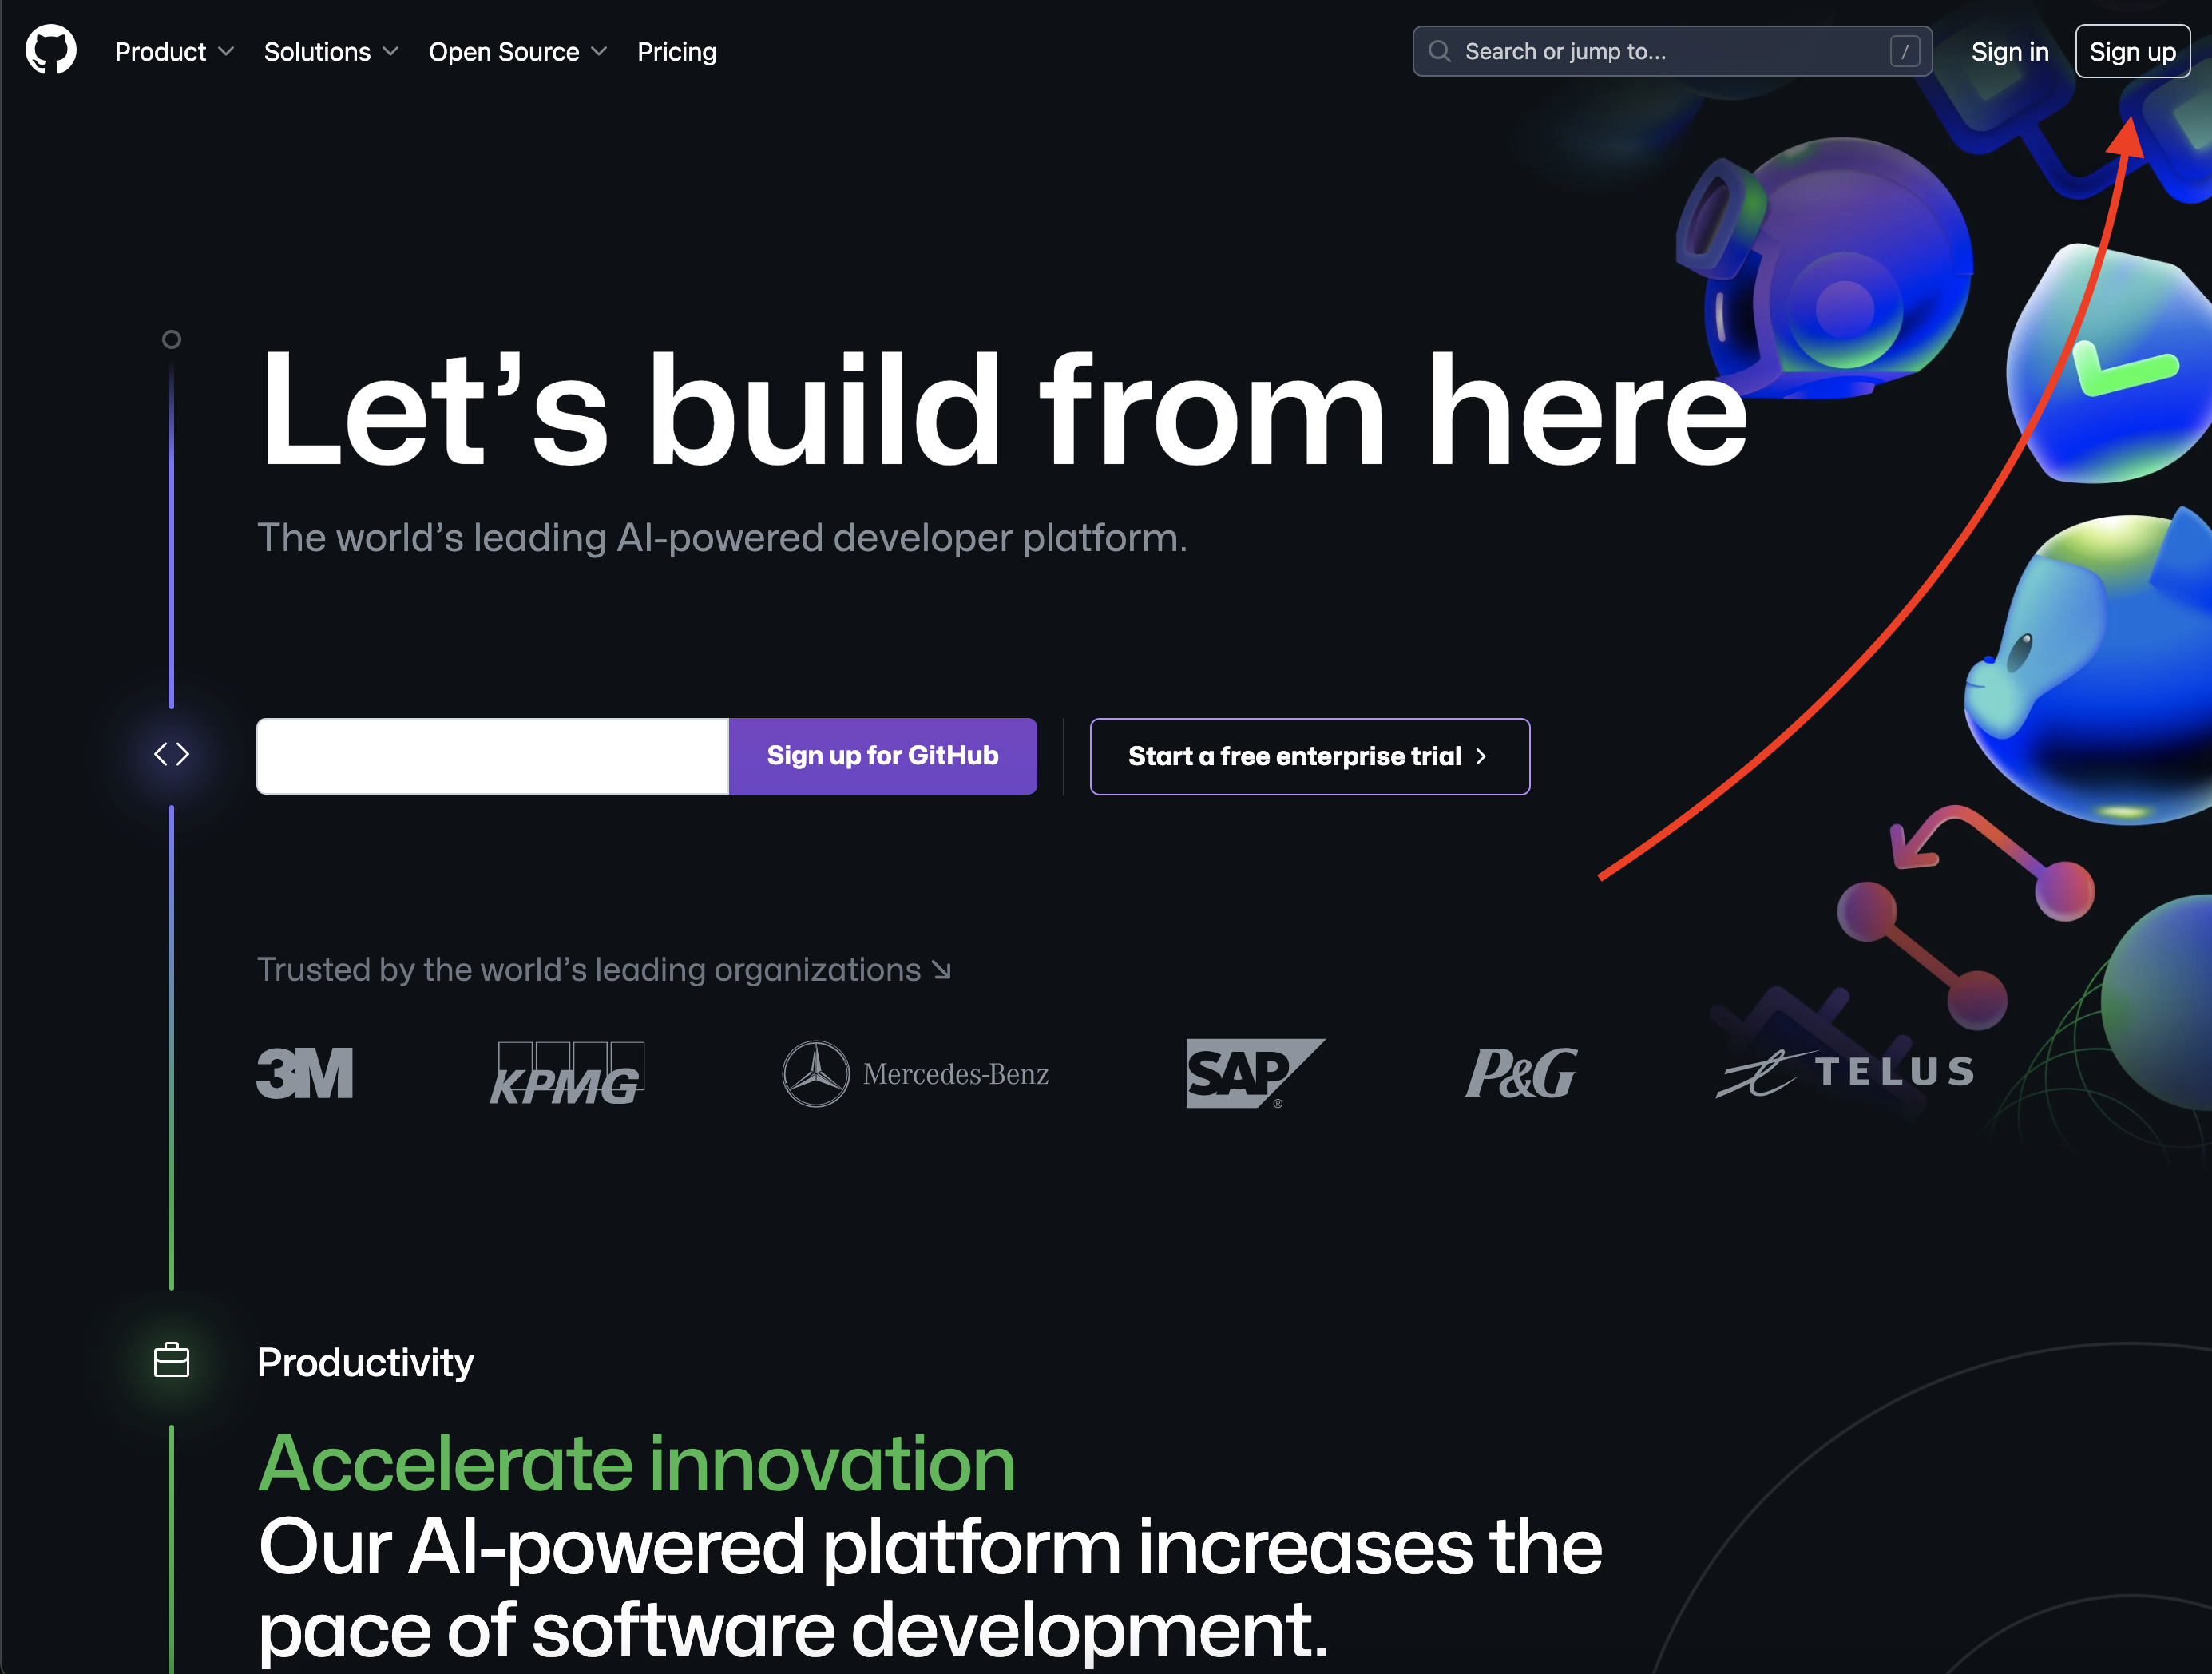 Product Solutions Open Source Pricing Search or jump to... / Sign in Sign up
Let’s build from here
The world’s leading AI-powered developer platform.
Sign up for GitHub Start a free enterprise trial
Trusted by the world’s leading organizations
3M KPMG Mercedes-Benz SAP® P&G TELUS
Productivity
Accelerate innovation
Our AI-powered platform increases the
pace of software development.